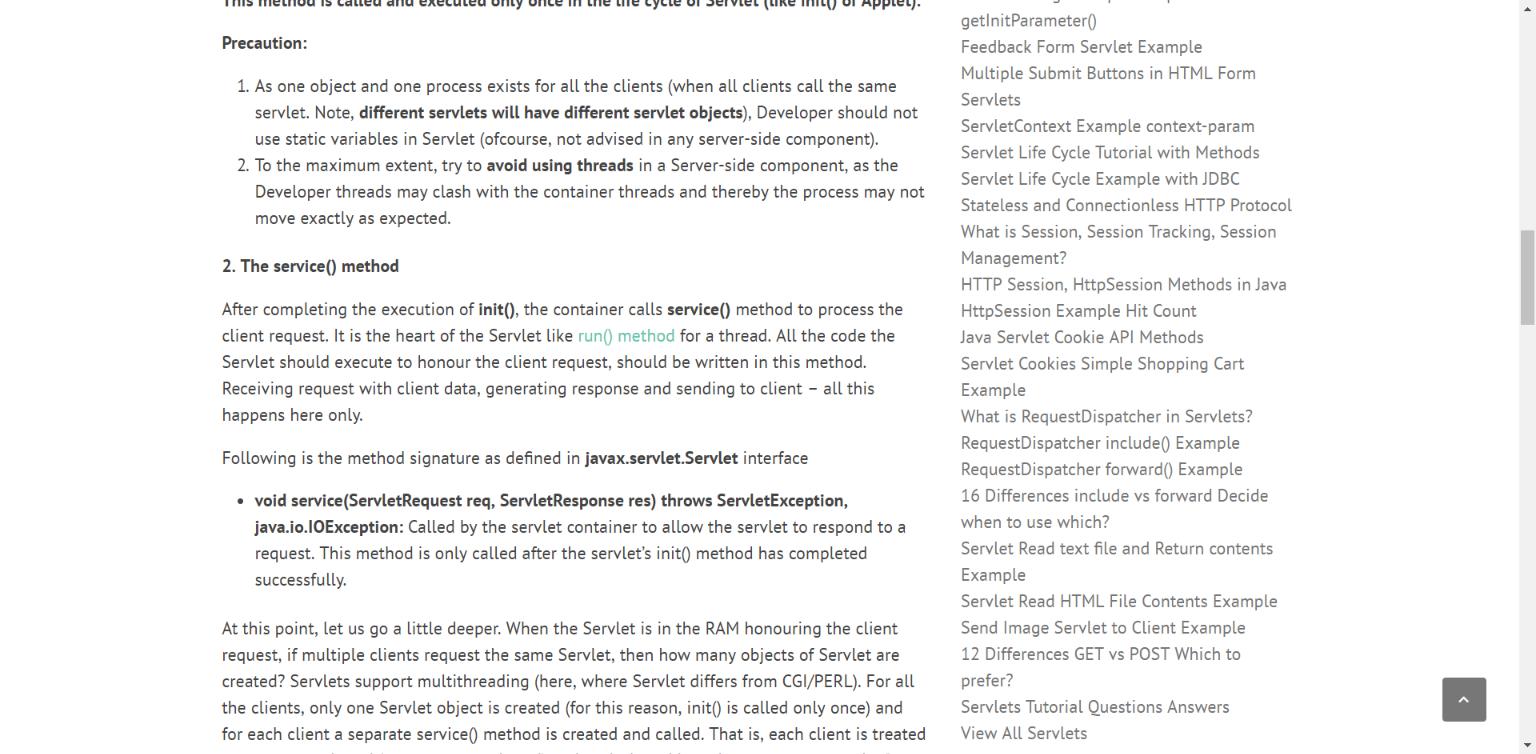 This method is called and executed only once in the life cycle of Servlet (like init() of Applet).
Precaution:
1. As one object and one process exists for all the clients (when all clients call the same
servlet. Note, different servlets will have different servlet objects), Developer should not
use static variables in Servlet (ofcourse, not advised in any server-side component).
2. To the maximum extent, try to avoid using threads in a Server-side component, as the
Developer threads may clash with the container threads and thereby the process may not
move exactly as expected.
2. The service() method
After completing the execution of init(), the container calls service() method to process the
client request. It is the heart of the Servlet like run() method for a thread. All the code the
Servlet should execute to honour the client request, should be written in this method.
Receiving request with client data, generating response and sending to client – all this
happens here only.
Following is the method signature as defined in javax.servlet.Servlet interface
• void service(ServletRequest req, ServletResponse res) throws ServletException,
java.io.IOException: Called by the servlet container to allow the servlet to respond to a
request. This method is only called after the servlet's init() method has completed
successfully.
At this point, let us go a little deeper. When the Servlet is in the RAM honouring the client
request, if multiple clients request the same Servlet, then how many objects of Servlet are
created? Servlets support multithreading (here, where Servlet differs from CGI/PERL). For all
the clients, only one Servlet object is created (for this reason, init() is called only once) and
for each client a separate service() method is created and called. That is, each client is treated
getInitParameter()
Feedback Form Servlet Example
Multiple Submit Buttons in HTML Form
Servlets
ServletContext Example context-param
Servlet Life Cycle Tutorial with Methods
Servlet Life Cycle Example with JDBC
Stateless and Connectionless HTTP Protocol
What is Session, Session Tracking, Session
Management?
HTTP Session, HttpSession Methods in Java
HttpSession Example Hit Count
Java Servlet Cookie API Methods
Servlet Cookies Simple Shopping Cart
Example
What is RequestDispatcher in Servlets?
RequestDispatcher include() Example
RequestDispatcher forward() Example
16 Differences include vs forward Decide
when to use which?
Servlet Read text file and Return contents
Example
Servlet Read HTML File Contents Example
Send Image Servlet to Client Example
12 Differences GET vs POST Which to
prefer?
Servlets Tutorial Questions Answers
View All Servlets